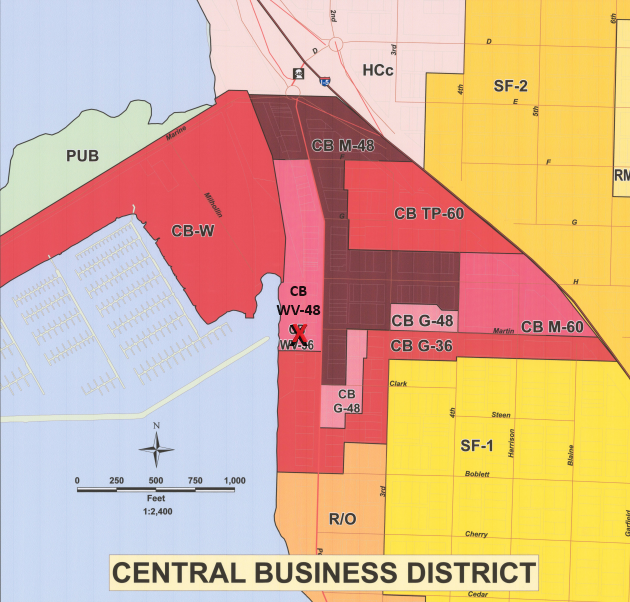 2nd
6th
D
D
3rd
HCc
I-5
4th
SF-2
E
5th
Marine
CB M-48
PUB
F
RM
Milhollin
CB TP-60
G
G
CB-W
H
CB
WV-48
CB G-48
Martin
CB M-60
WV-36
CB G-36
Clark
CB
G-48
4th
Steen
N
Harrison
Blaine
SF-1
Boblett
0 250 500 750 1,000
Feet
1:2,400
3rd
R/O
Garfield
Cherry
CENTRAL BUSINESS DISTRICT
Cedar